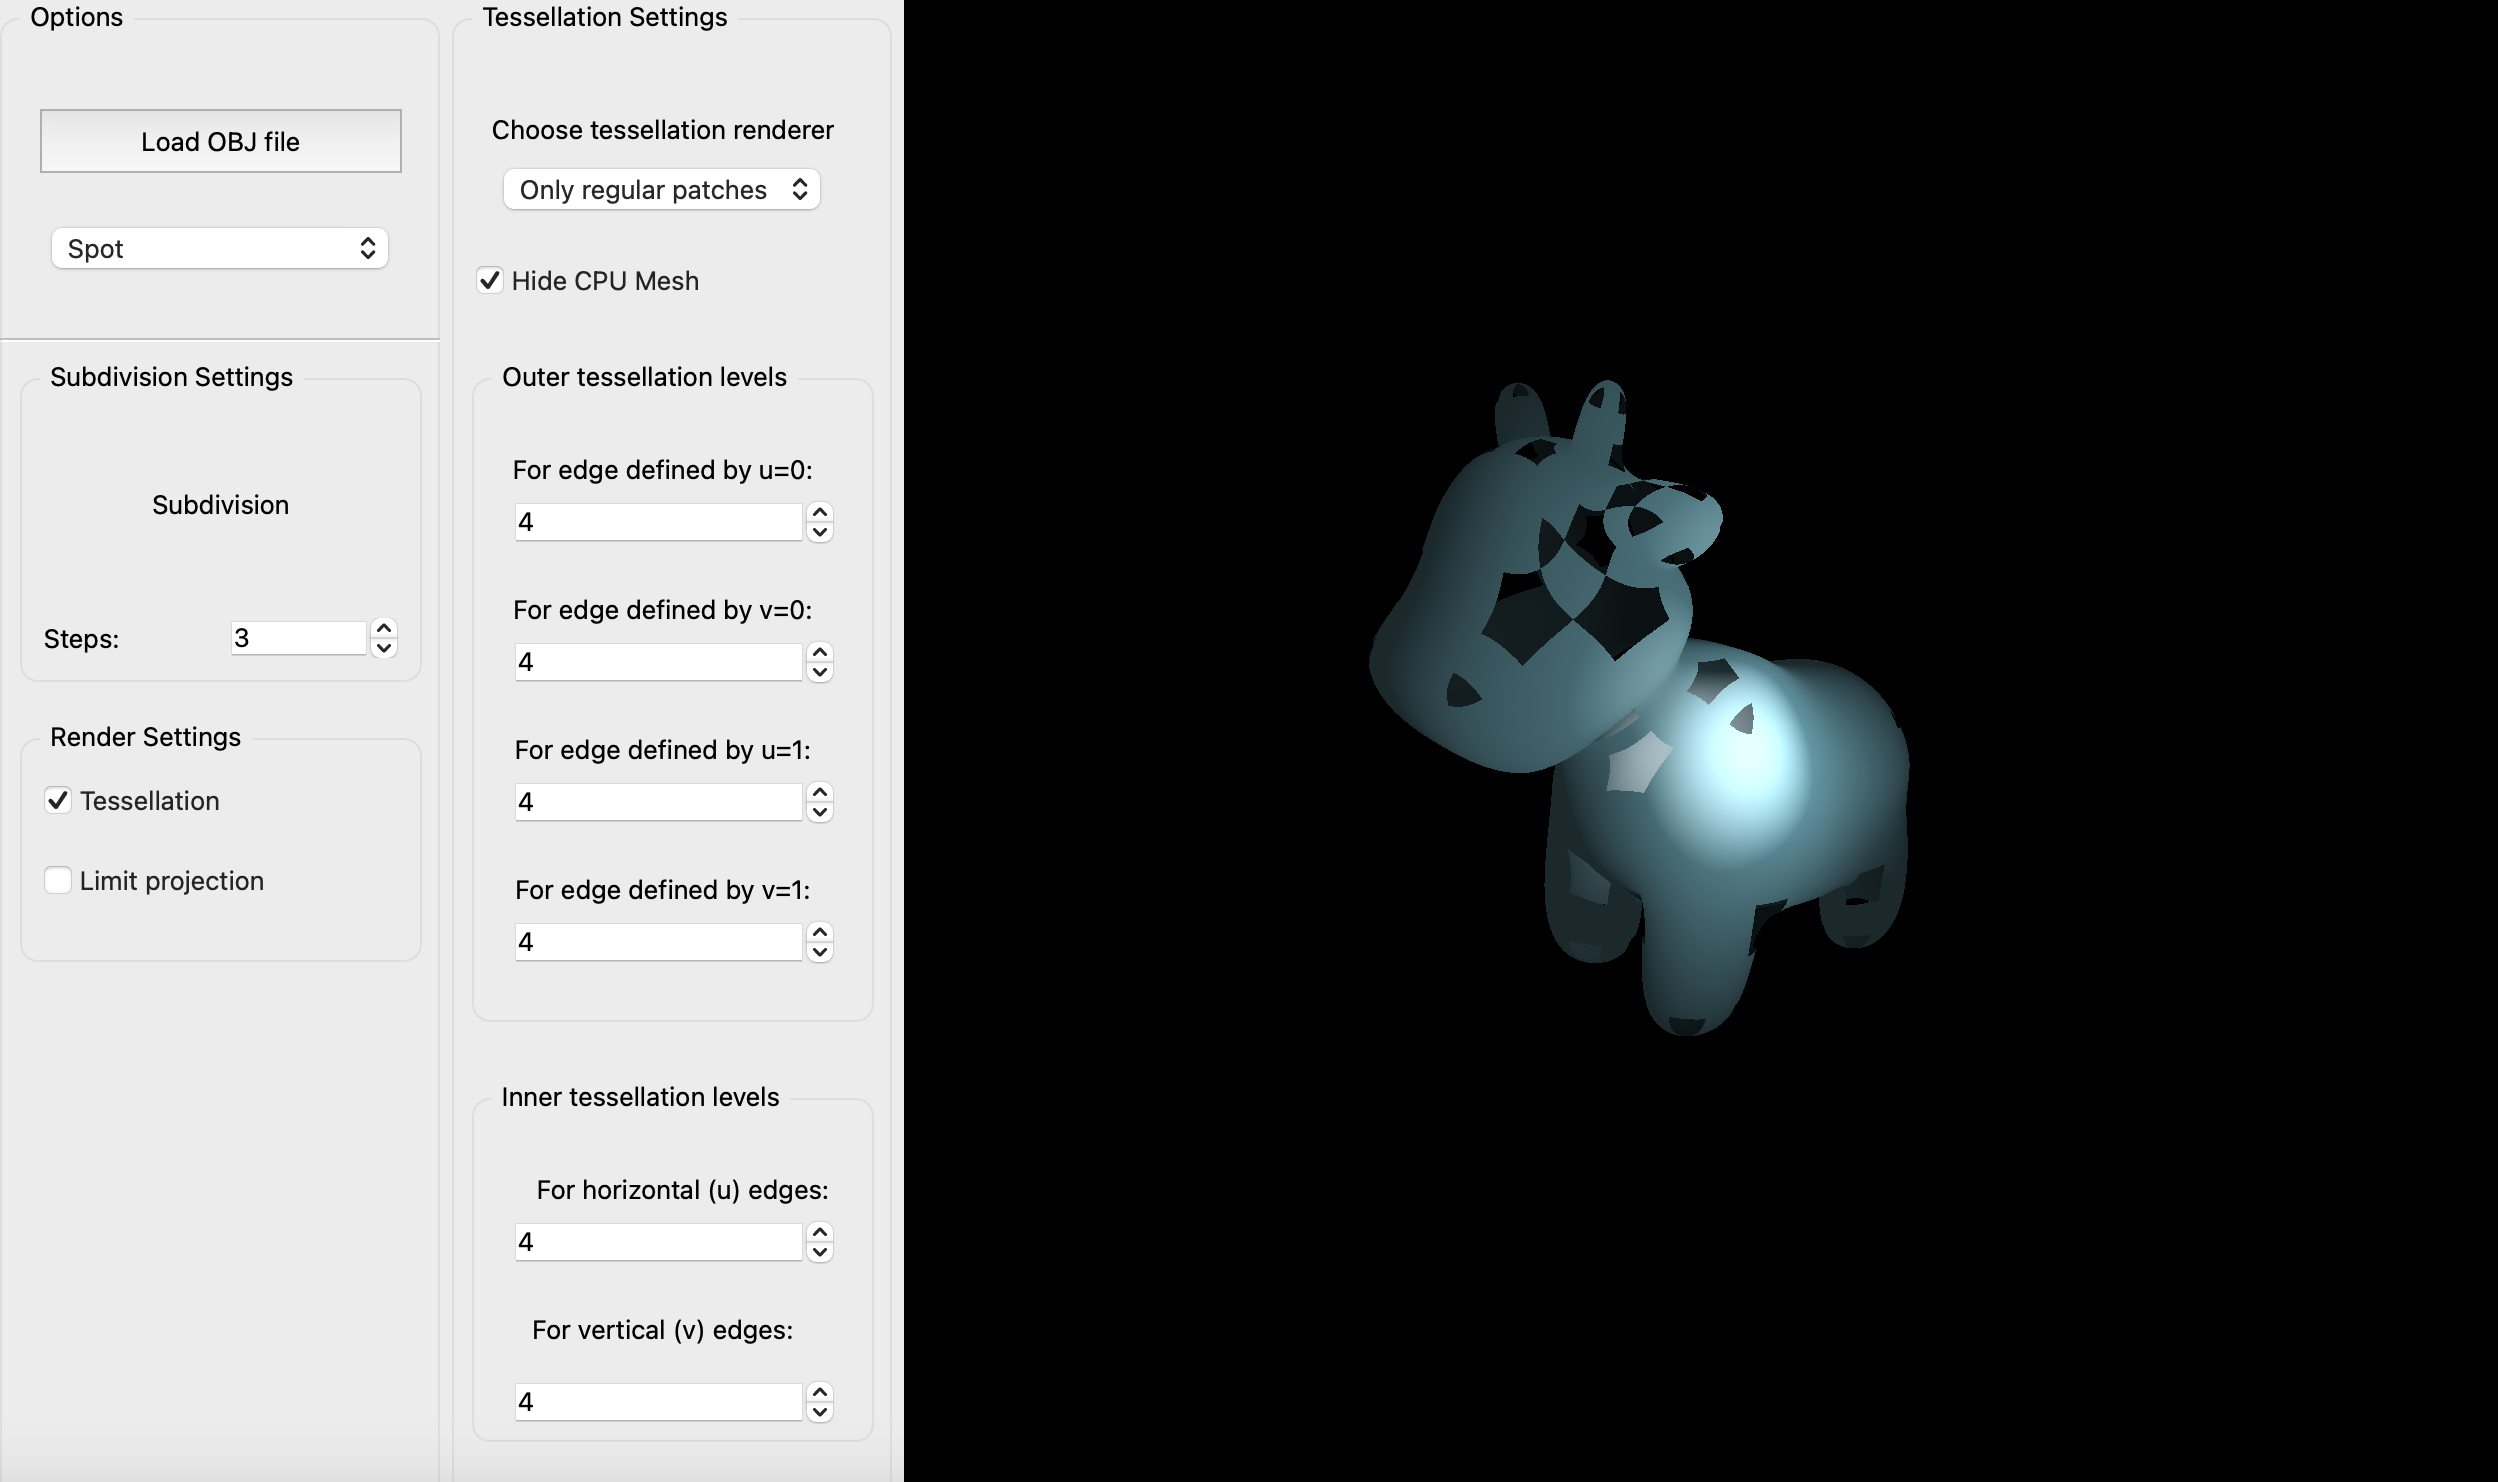 Options
Load OBJ file
Spot
Subdivision Settings
Subdivision
Steps:
3
Render Settings
Tessellation
Limit projection
Tessellation Settings
Choose tessellation renderer
Only regular patches
Hide CPU Mesh
Outer tessellation levels
For edge defined by u=0:
4
For edge defined by v=0:
4
For edge defined by u=1:
4
For edge defined by v=1:
4
Inner tessellation levels
For horizontal (u) edges:
4
For vertical (v) edges:
4